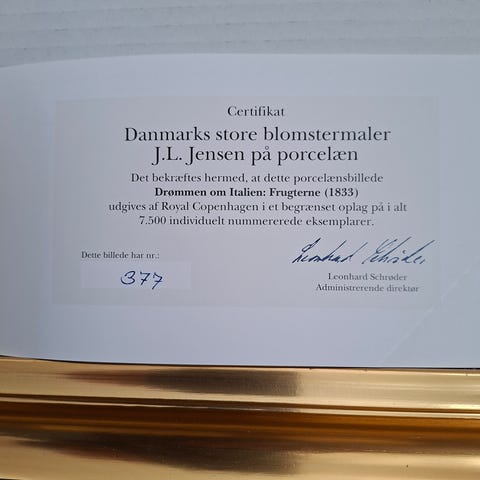 Certifikat
Danmarks store blomstermaler
J.L. Jensen på porcelæn
Det bekræftes hermed, at dette porcelænsbillede
Drømmen om Italien: Frugterne (1833)
udgives af Royal Copenhagen i et begrænset oplag på i alt
7.500 individuelt nummererede eksemplarer.
Dette billede har nr.:
377
Leonhard Schrøder
Leonhard Schrøder
Administrerende direktør